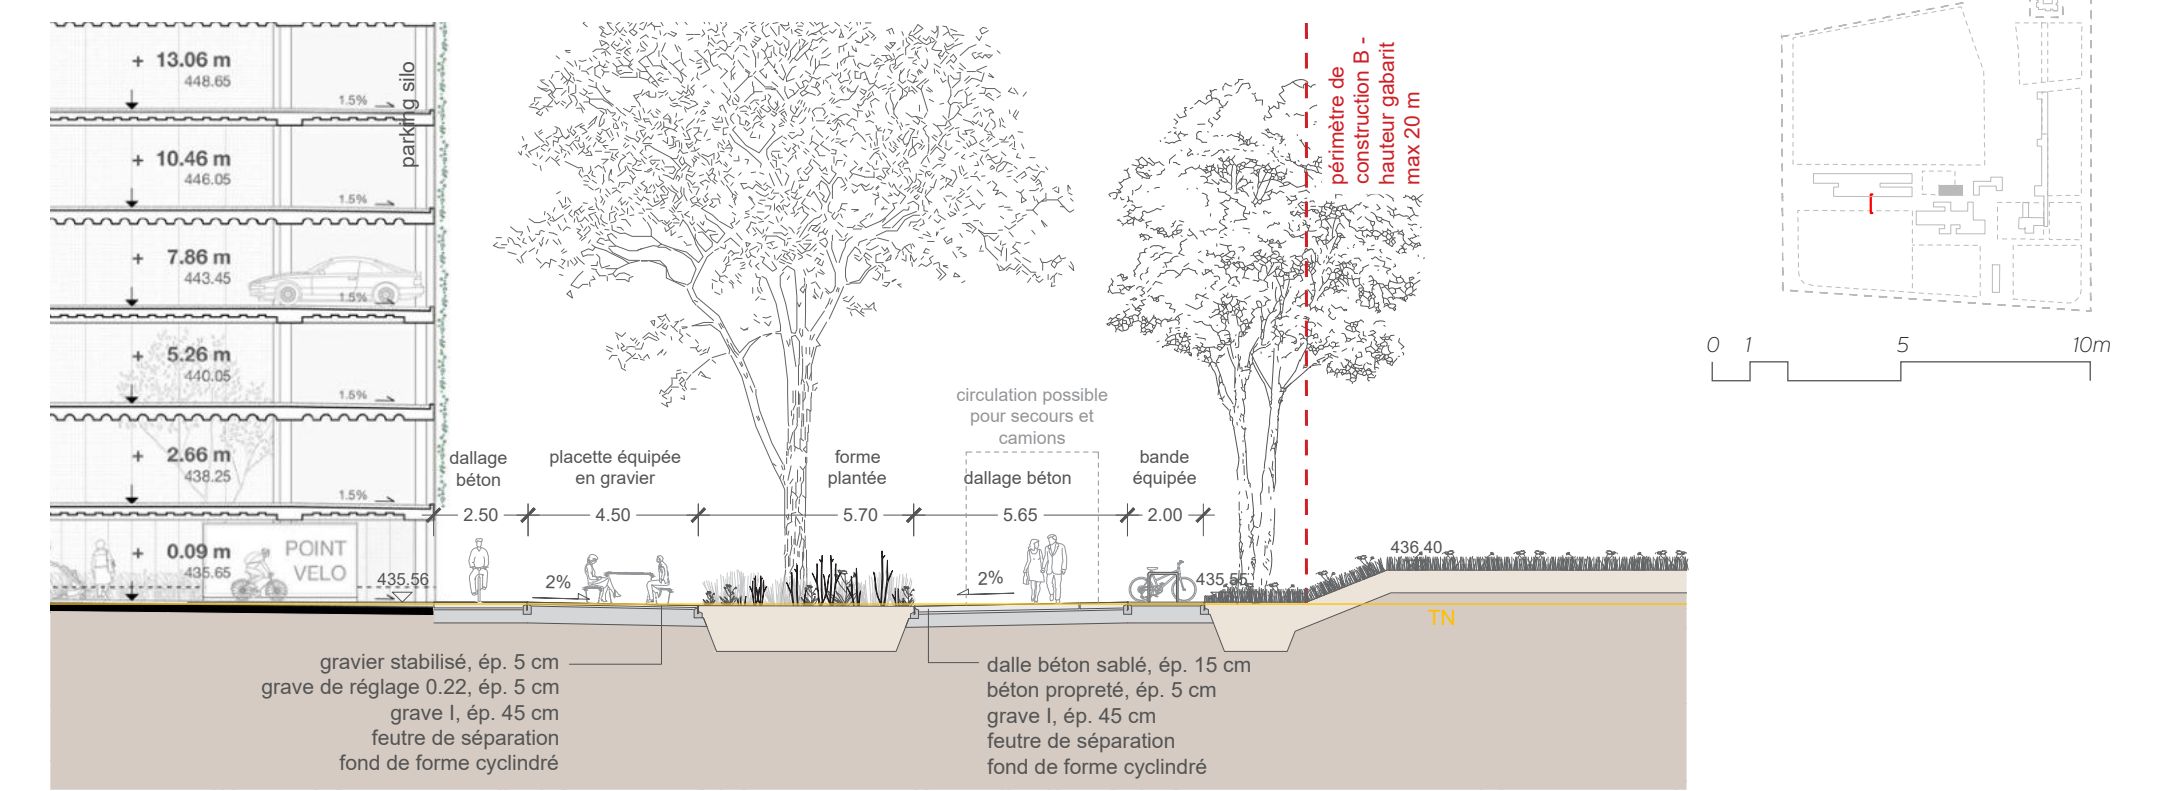 + 13.06 m
448.65
1.5%
parking silo
+ 10.46 m
446.05
1.5%
+ 7.86 m
443.45
1.5%
+ 5.26 m
440.05
1.5%
+ 2.66 m
438.25
1.5%
+ 0.09 m
435.65
POINT
VELO
435.56
périmètre de
construction B -
hauteur gabarit
max 20 m
0 1 5 10m
circulation possible
pour secours et
camions
dallage
béton
placette équipée
en gravier
forme
plantée
dallage béton
bande
équipée
2.50
4.50
5.70
5.65
2.00
2%
2%
435.55
436.40
TN
gravier stabilisé, ép. 5 cm
grave de réglage 0.22, ép. 5 cm
grave I, ép. 45 cm
feutre de séparation
fond de forme cyclindré
dalle béton sablé, ép. 15 cm
béton propreté, ép. 5 cm
grave I, ép. 45 cm
feutre de séparation
fond de forme cyclindré